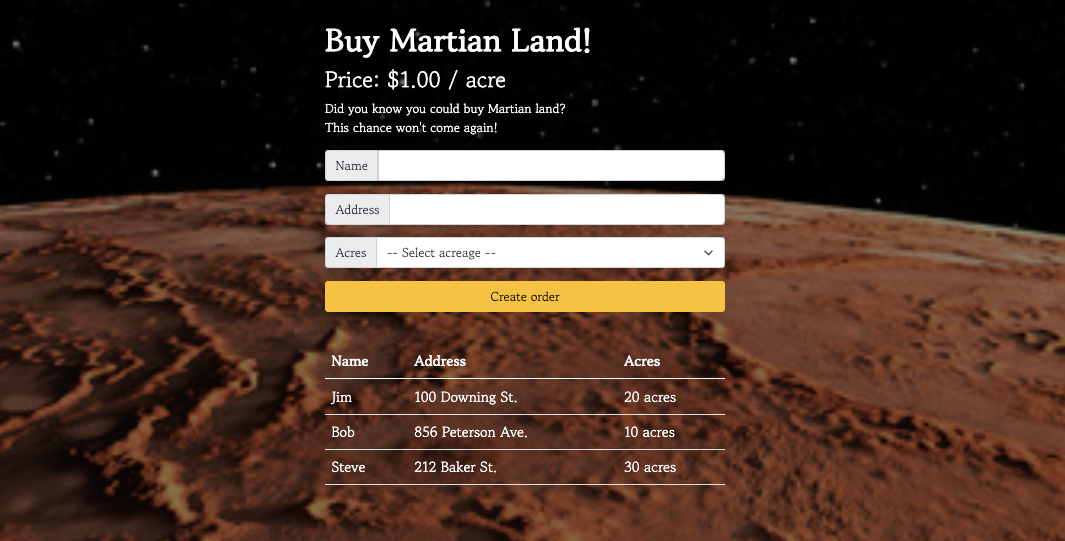 Buy Martian Land!
Price: $1.00 / acre
Did you know you could buy Martian land?
This chance won't come again!
Name
Address
Acres -- Select acreage --
Create order
Name Address Acres
Jim 100 Downing St. 20 acres
Bob 856 Peterson Ave. 10 acres
Steve 212 Baker St. 30 acres